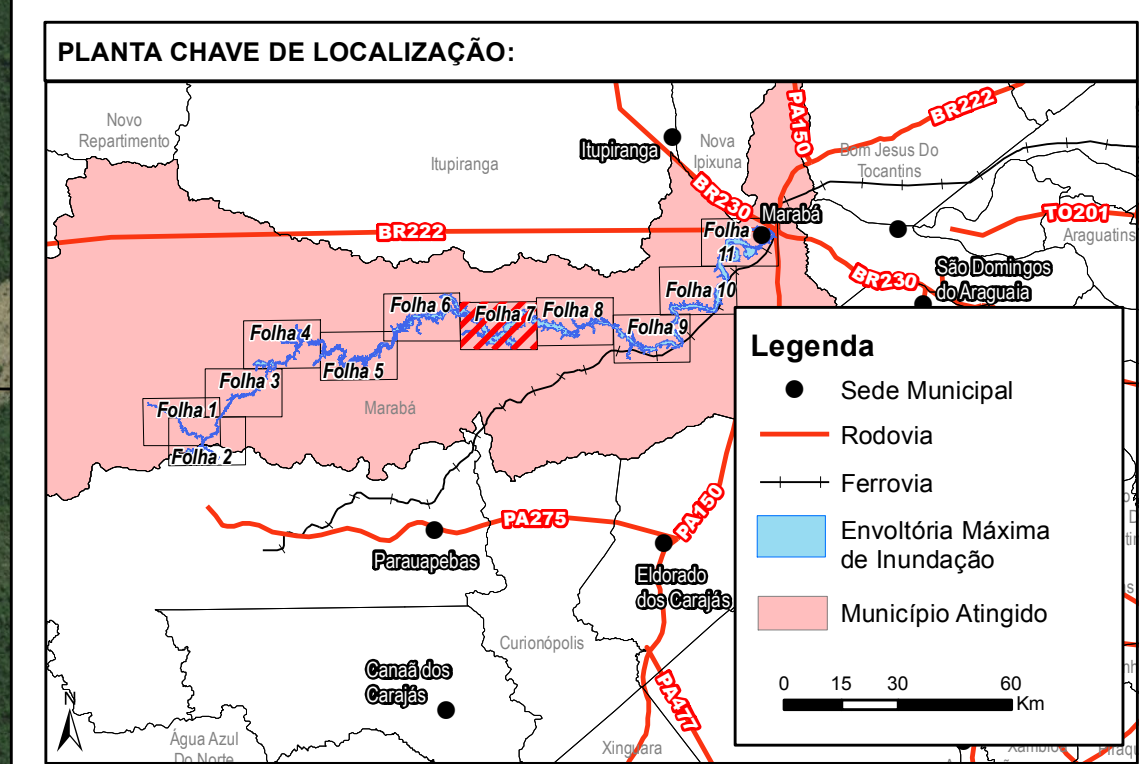 PLANTA CHAVE DE LOCALIZAÇÃO:
Novo
Repartimento
Itupiranga
Itupiranga
Nova
Ipixuna
PA150
BR222
Bom Jesus Do
Tocantins
BR230
Marabá
TO201
Araguatins
BR222
Folha
11
BR230
São Domingos
do Araguaia
Folha 10
Folha 6
Folha 7
Folha 8
Folha 9
Folha 4
Folha 5
Folha 3
Marabá
Folha 1
Folha 2
Legenda
Sede Municipal
Rodovia
Ferrovia
Envoltória Máxima
de Inundação
Município Atingido
0 15 30 60
Km
PA275
PA150
Parauapebas
Eldorado
dos Carajás
Curionópolis
Canaã dos
Carajás
PA477
N
Água Azul
Do Norte
Xinguara